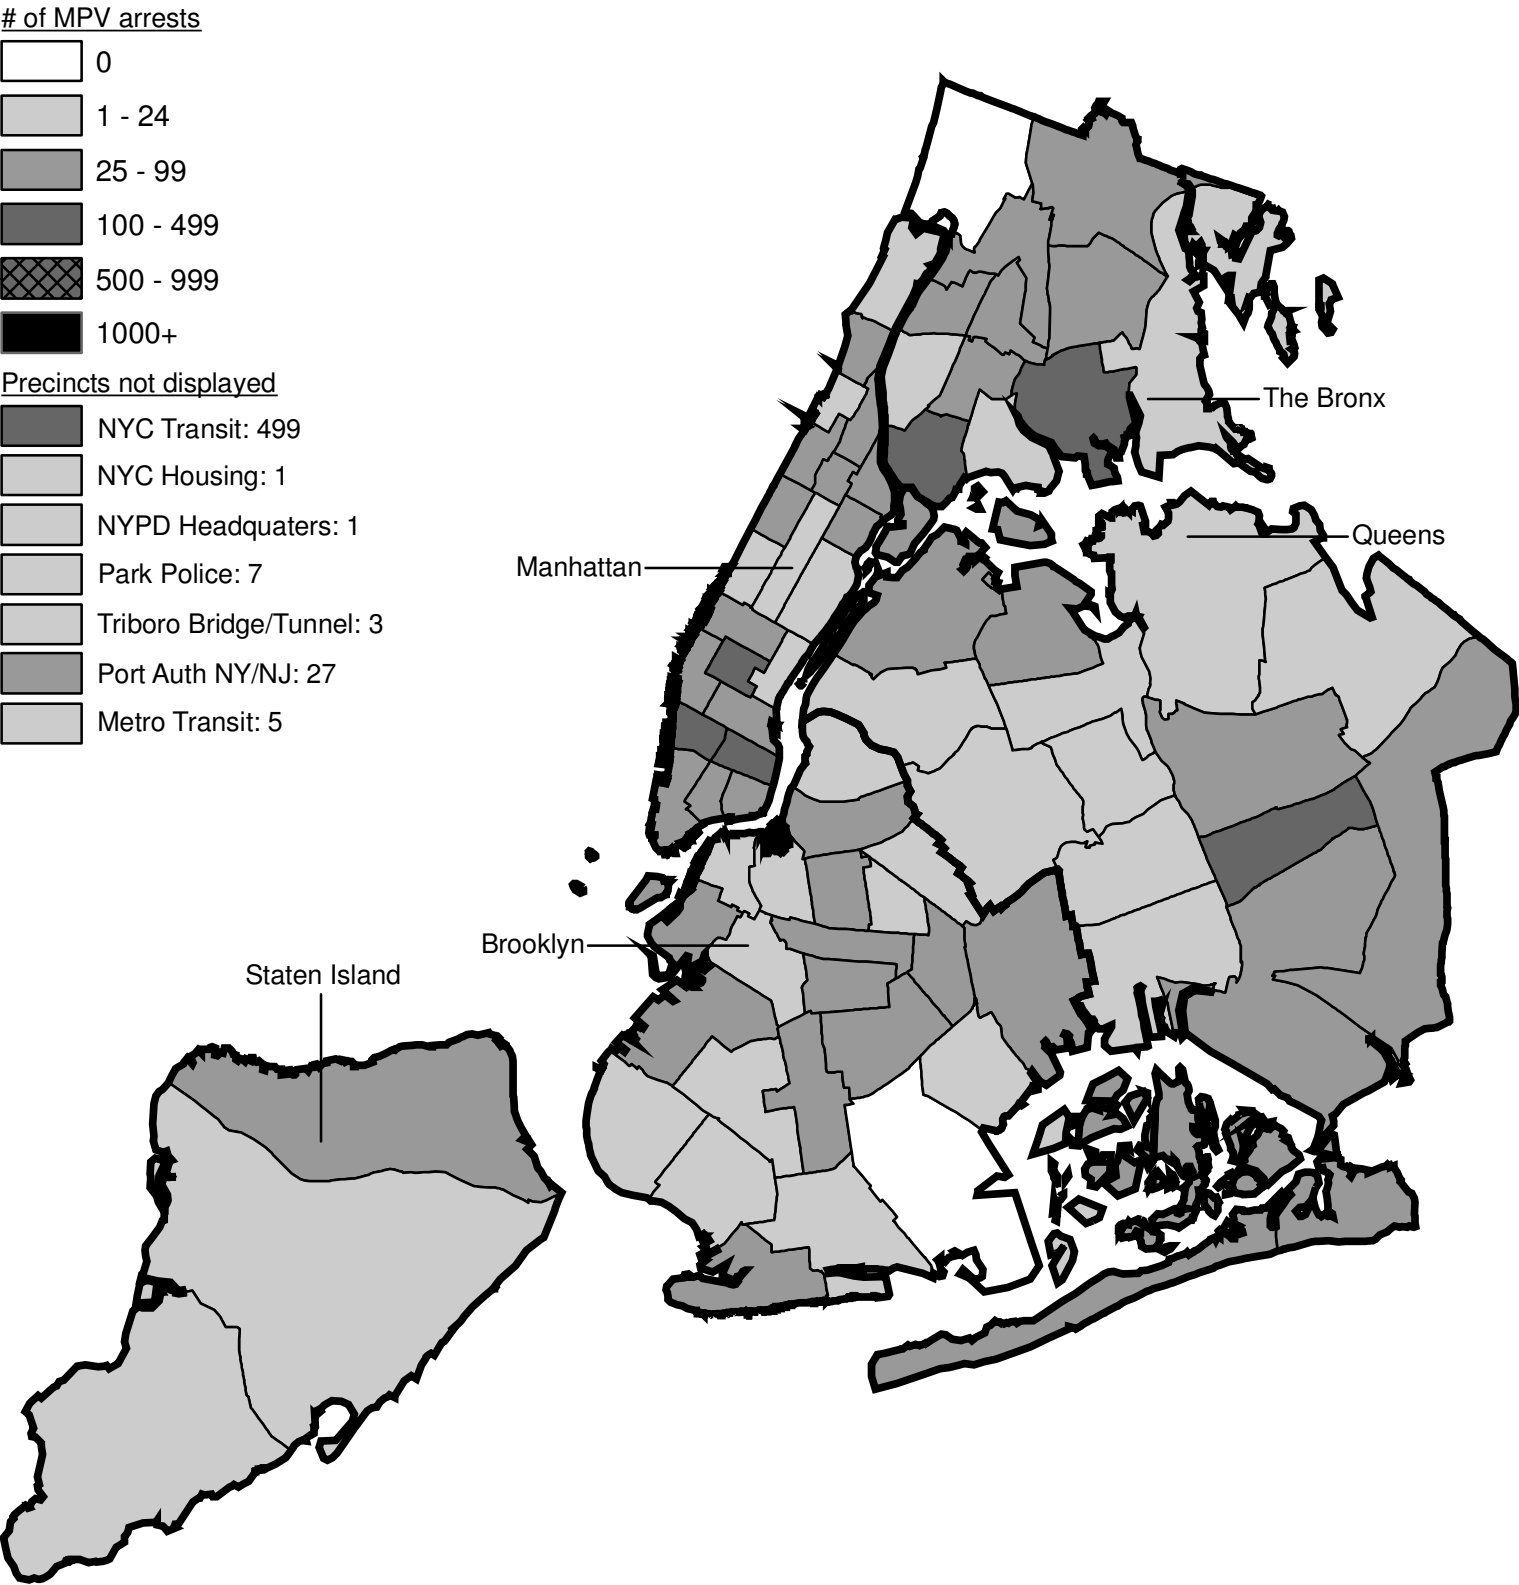 # of MPV arrests
0
1 - 24
25 - 99
100 - 499
500 - 999
1000+
Precincts not displayed
NYC Transit: 499
NYC Housing: 1
NYPD Headquaters: 1
Park Police: 7
Triboro Bridge/Tunnel: 3
Port Auth NY/NJ: 27
Metro Transit: 5
The Bronx
Queens
Manhattan
Brooklyn
Staten Island